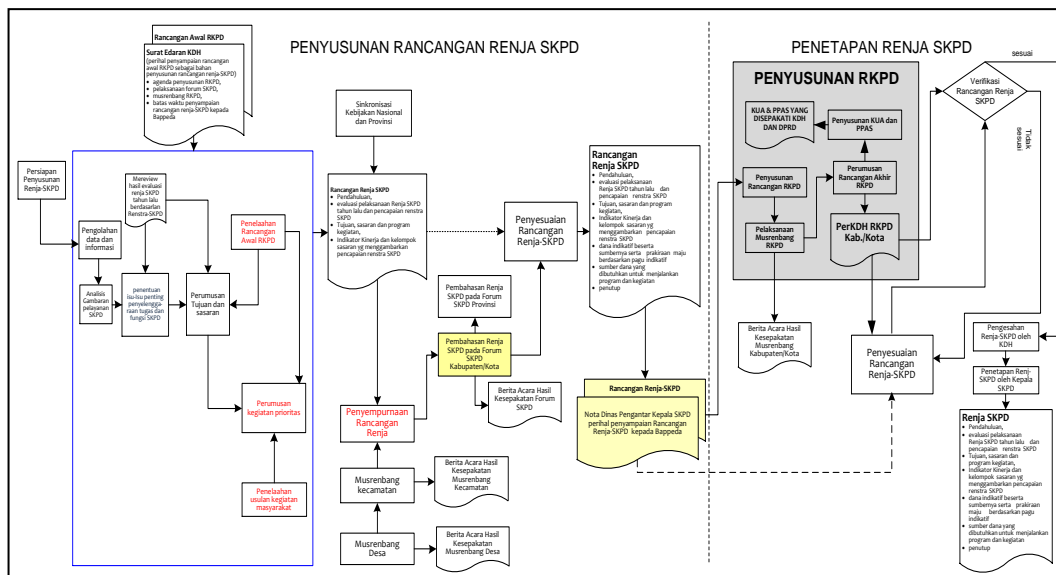 PENYUSUNAN RANCANGAN RENJA SKPD
PENETAPAN RENJA SKPD
Rancangan Awal RKPD
Surat Edaran KDH
(perihal penyampaian rancangan
awal RKPD sebagai bahan
penyusunan rancangan renja-SKPD)
• agenda penyusunan RKPD,
• pelaksanaan forum SKPD,
• musrenbang RKPD,
• batas waktu penyampaian
rancangan renja-SKPD kepada
Bappeda
Persiapan
Penyusunan
Renja-SKPD
Pengolahan
data dan
informasi
Analisis
Gambaran
pelayanan
SKPD
Mereview
hasil evaluasi
renja SKPD
tahun lalu
berdasarlan
Renstra-SKPD
penentuan
isu-isu penting
penyelengg-
araan tugas dan
fungsi SKPD
Perumusan
Tujuan dan
sasaran
Penelaahan
Rancangan
Awal RKPD
Perumusan
kegiatan prioritas
Penelaahan
usulan kegiatan
masyarakat
Sinkronisasi
Kebijakan Nasional
dan Provinsi
Rancangan Renja SKPD
• Pendahuluan,
• evaluasi pelaksanaan Renja SKPD
tahun lalu dan pencapaian renstra
SKPD
• Tujuan, sasaran dan program
kegiatan,
• Indikator Kinerja dan kelompok
sasaran yg menggambarkan
pencapaian renstra SKPD
Penyempurnaan
Rancangan
Renja
Musrenbang
kecamatan
Musrenbang
Desa
Berita Acara Hasil
Kesepakatan
Musrenbang
Kecamatan
Berita Acara Hasil
Kesepakatan
Musrenbang Desa
Pembahasan Renja
SKPD pada Forum
SKPD Provinsi
Pembahasan Renja
SKPD pada Forum
SKPD
Kabupaten/Kota
Berita Acara Hasil
Kesepakatan Forum
SKPD
Penyesuaian
Rancangan
Renja-SKPD
Rancangan
Renja SKPD
• Pendahuluan,
• evaluasi pelaksanaan
Renja SKPD tahun lalu dan
pencapaian renstra SKPD
• Tujuan, sasaran dan program
kegiatan,
• Indikator Kinerja dan
kelompok sasaran yg
menggambarkan pencapaian
renstra SKPD
• dana indikatif beserta
sumbernya serta prakiraan maju
berdasarkan pagu indikatif
• sumber dana yang
dibutuhkan untuk menjalankan
program dan kegiatan
• penutup
Rancangan Renja-SKPD
Nota Dinas Pengantar Kepala SKPD
perihal penyampaian Rancangan
Renja-SKPD kepada Bappeda
PENYUSUNAN RKPD
KUA & PPAS YANG
DISEPAKATI KDH
DAN DPRD
Penyusunan KUA dan
PPAS
Penyusunan
Rancangan RKPD
Perumusan
Rancangan Akhir
RKPD
Pelaksanaan
Musrenbang
RKPD
PerKDH RKPD
Kab./Kota
Berita Acara Hasil
Kesepakatan
Musrenbang
Kabupaten/Kota
Verifikasi
Rancangan Renja
SKPD
sesuai
Tidak
sesuai
Penyesuaian
Rancangan
Renja-SKPD
Pengesahan
Renja-SKPD oleh
KDH
Penetapan Renj-
SKPD oleh Kepala
SKPD
Renja SKPD
• Pendahuluan,
• evaluasi pelaksanaan
Renja SKPD tahun lalu dan
pencapaian renstra SKPD
• Tujuan, sasaran dan
program kegiatan,
• Indikator Kinerja dan
kelompok sasaran yg
menggambarkan pencapaian
renstra SKPD
• dana indikatif beserta
sumbernya serta prakiraan
maju berdasarkan pagu
indikatif
• sumber dana yang
dibutuhkan untuk menjalankan
program dan kegiatan
• penutup